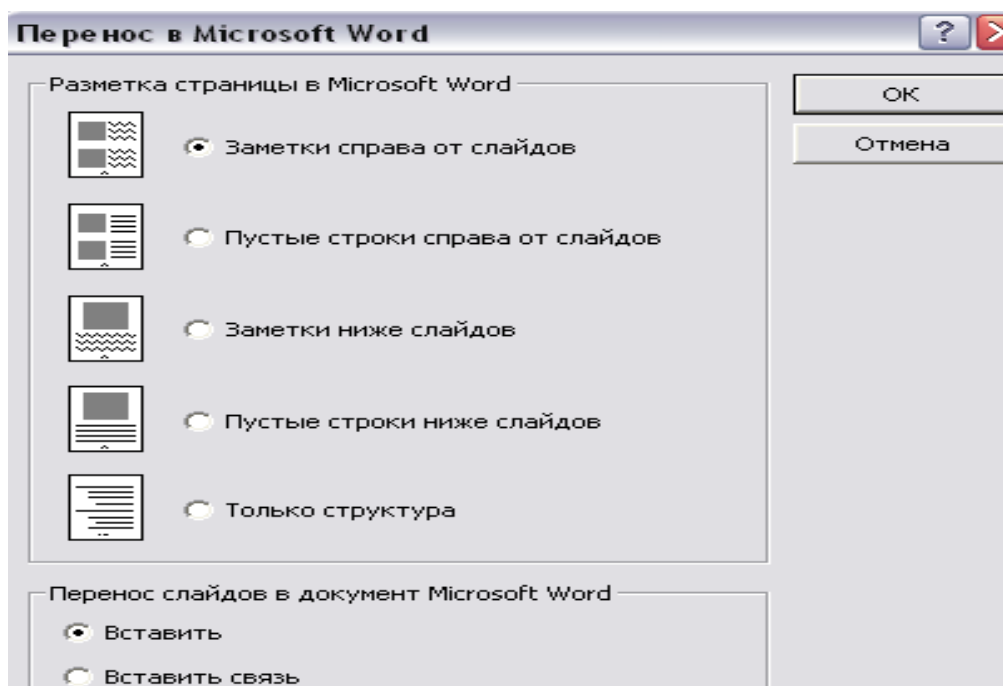 Перенос в Microsoft Word
Разметка страницы в Microsoft Word
Заметки справа от слайдов
Пустые строки справа от слайдов
Заметки ниже слайдов
Пустые строки ниже слайдов
Только структура
Перенос слайдов в документ Microsoft Word
Вставить
Вставить связь
ОК
Отмена